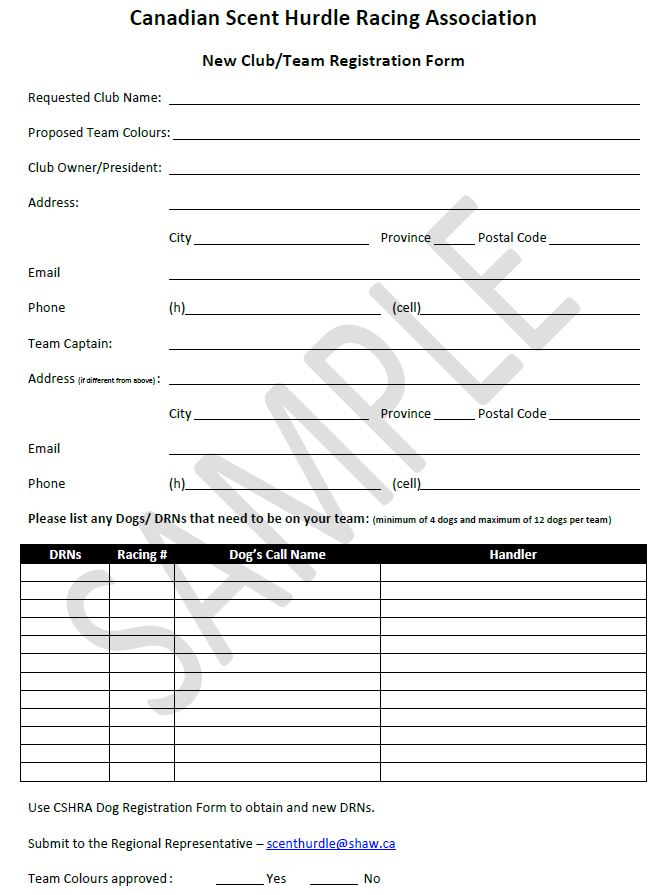 Canadian Scent Hurdle Racing Association
New Club/Team Registration Form
Requested Club Name:
Proposed Team Colours:
Club Owner/President:
Address:
City Province Postal Code
Email
Phone (h) (cell)
Team Captain:
Address (if different from above) :
City Province Postal Code
Email
Phone (h) (cell)
Please list any Dogs/ DRNs that need to be on your team: (minimum of 4 dogs and maximum of 12 dogs per team)
DRNs Racing # Dog's Call Name Handler
SAMPLE
Use CSHRA Dog Registration Form to obtain and new DRNs.
Submit to the Regional Representative – scenthurdle@shaw.ca
Team Colours approved : Yes No